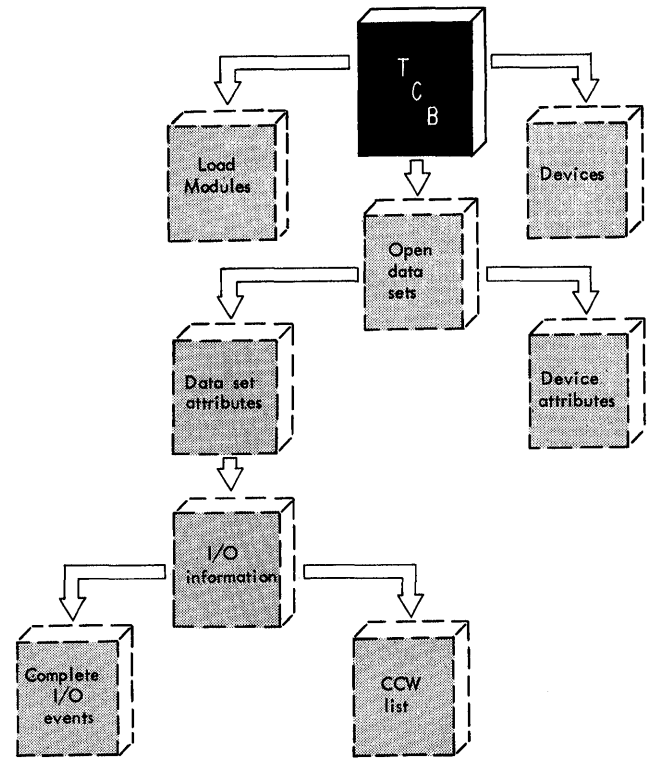 T
C
B
Load
Modules
Devices
Open
data
sets
Data set
attributes
Device
attributes
I/O
information
Complete
I/O
events
CCW
list